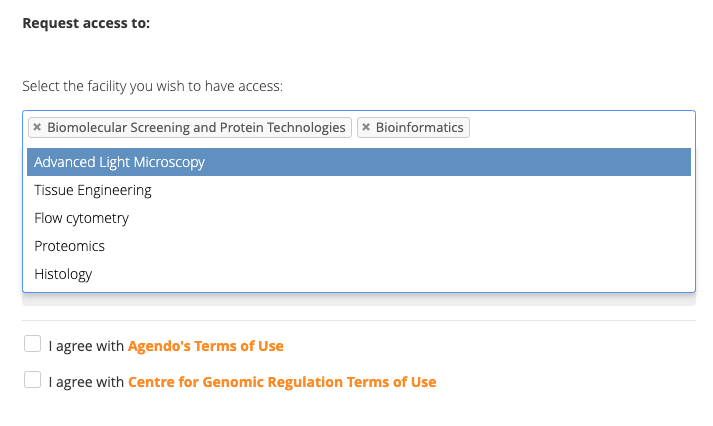 Request access to:
Select the facility you wish to have access:
× Biomolecular Screening and Protein Technologies × Bioinformatics
Advanced Light Microscopy
Tissue Engineering
Flow cytometry
Proteomics
Histology
I agree with Agendo's Terms of Use
I agree with Centre for Genomic Regulation Terms of Use